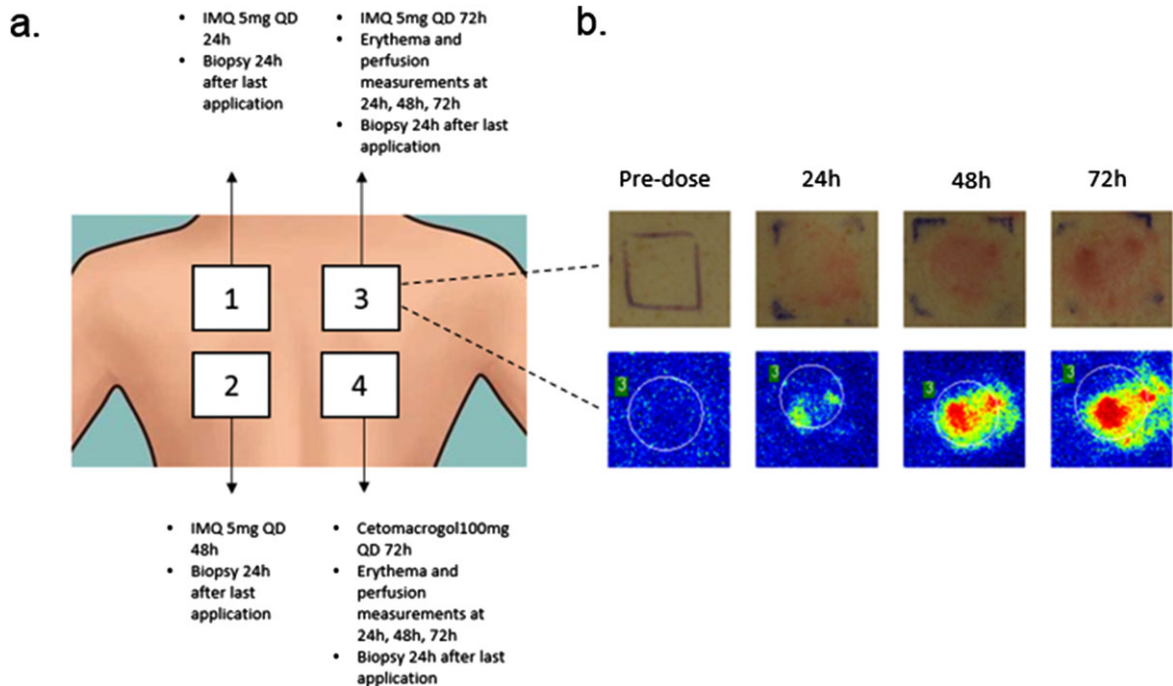 a.
• IMQ 5mg QD
24h
• Biopsy 24h
after last
application
• IMQ 5mg QD 72h
• Erythema and
perfusion
measurements at
24h, 48h, 72h
• Biopsy 24h after last
application
1
3
2
4
• IMQ 5mg QD
48h
• Biopsy 24h
after last
application
• Cetomacrogol100mg
QD 72h
• Erythema and
perfusion
measurements at
24h, 48h, 72h
• Biopsy 24h after last
application
b.
Pre-dose 24h 48h 72h
3 3 3 3